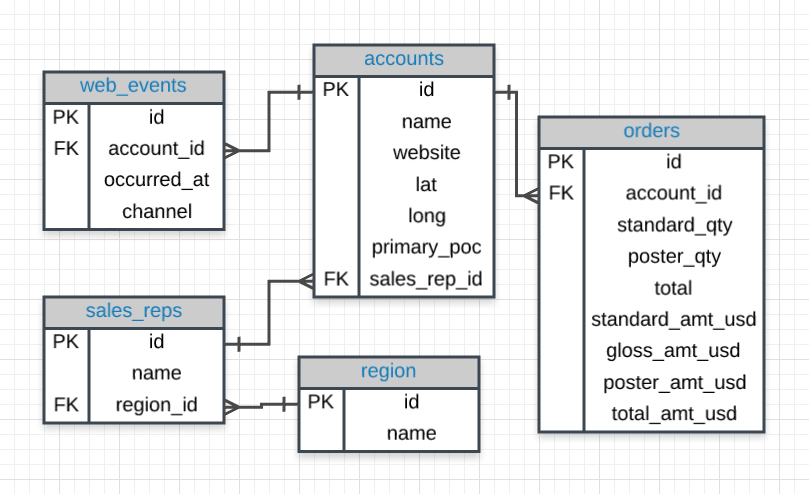 web_events
PK id
FK account_id
occurred_at
channel
accounts
PK id
name
website
lat
long
primary_poc
FK sales_rep_id
orders
PK id
FK account_id
standard_qty
poster_qty
total
standard_amt_usd
gloss_amt_usd
poster_amt_usd
total_amt_usd
sales_reps
PK id
name
FK region_id
region
PK id
name